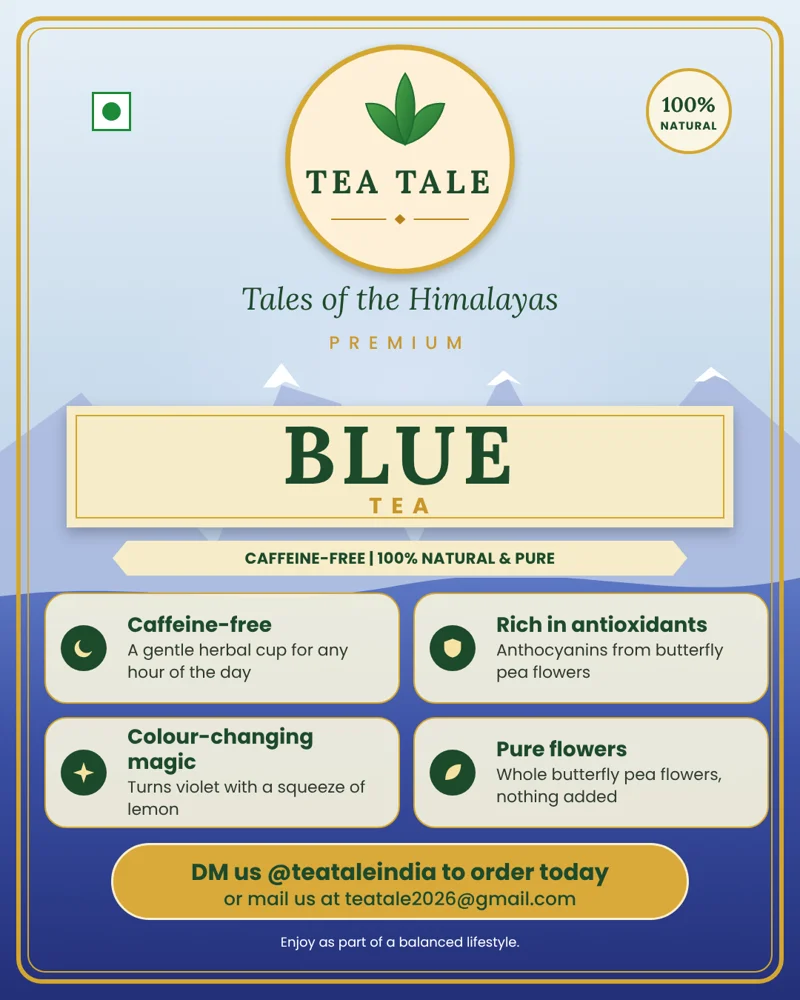 100%
NATURAL
TEA TALE
Tales of the Himalayas
PREMIUM
BLUE
TEA
CAFFEINE-FREE | 100% NATURAL & PURE
Caffeine-free
A gentle herbal cup for any
hour of the day
Rich in antioxidants
Anthocyanins from butterfly
pea flowers
Colour-changing
magic
Turns violet with a squeeze of
lemon
Pure flowers
Whole butterfly pea flowers,
nothing added
DM us @teataleindia to order today
or mail us at teatale2026@gmail.com
Enjoy as part of a balanced lifestyle.